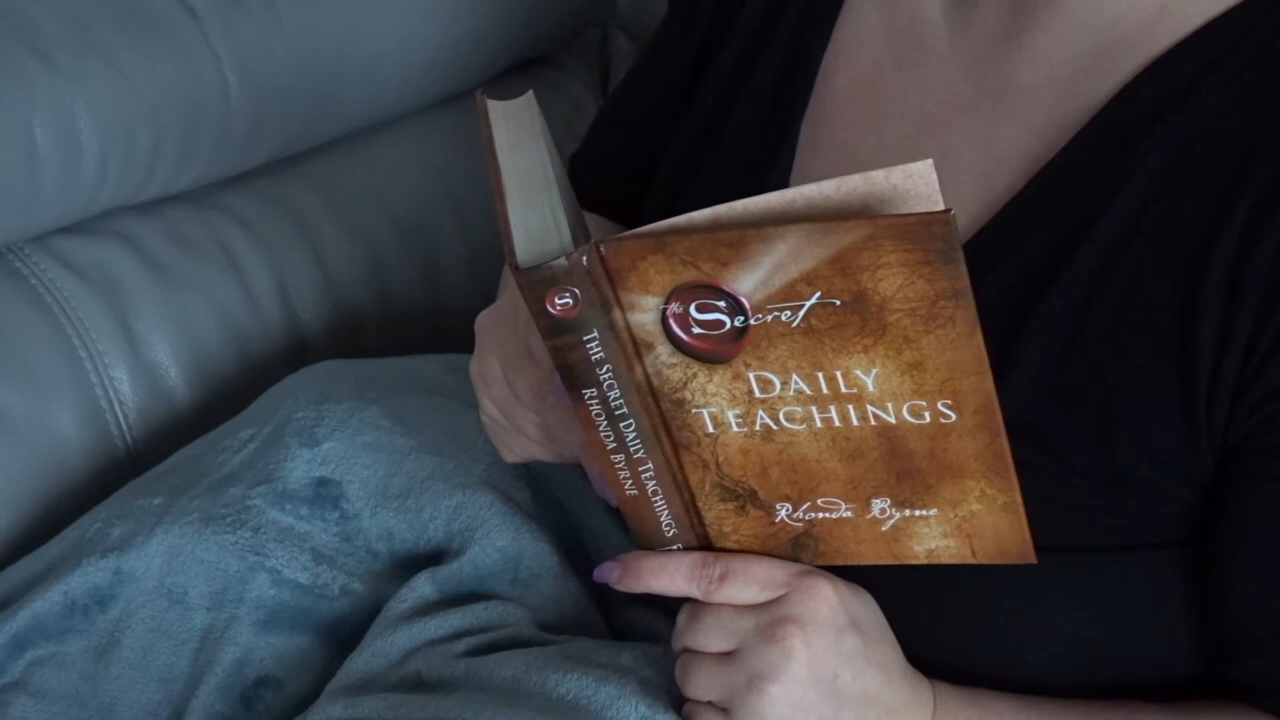 S
THE SECRET DAILY TEACHINGS
RHONDA BYRNE
the Secret
DAILY
TEACHINGS
Rhonda Byrne